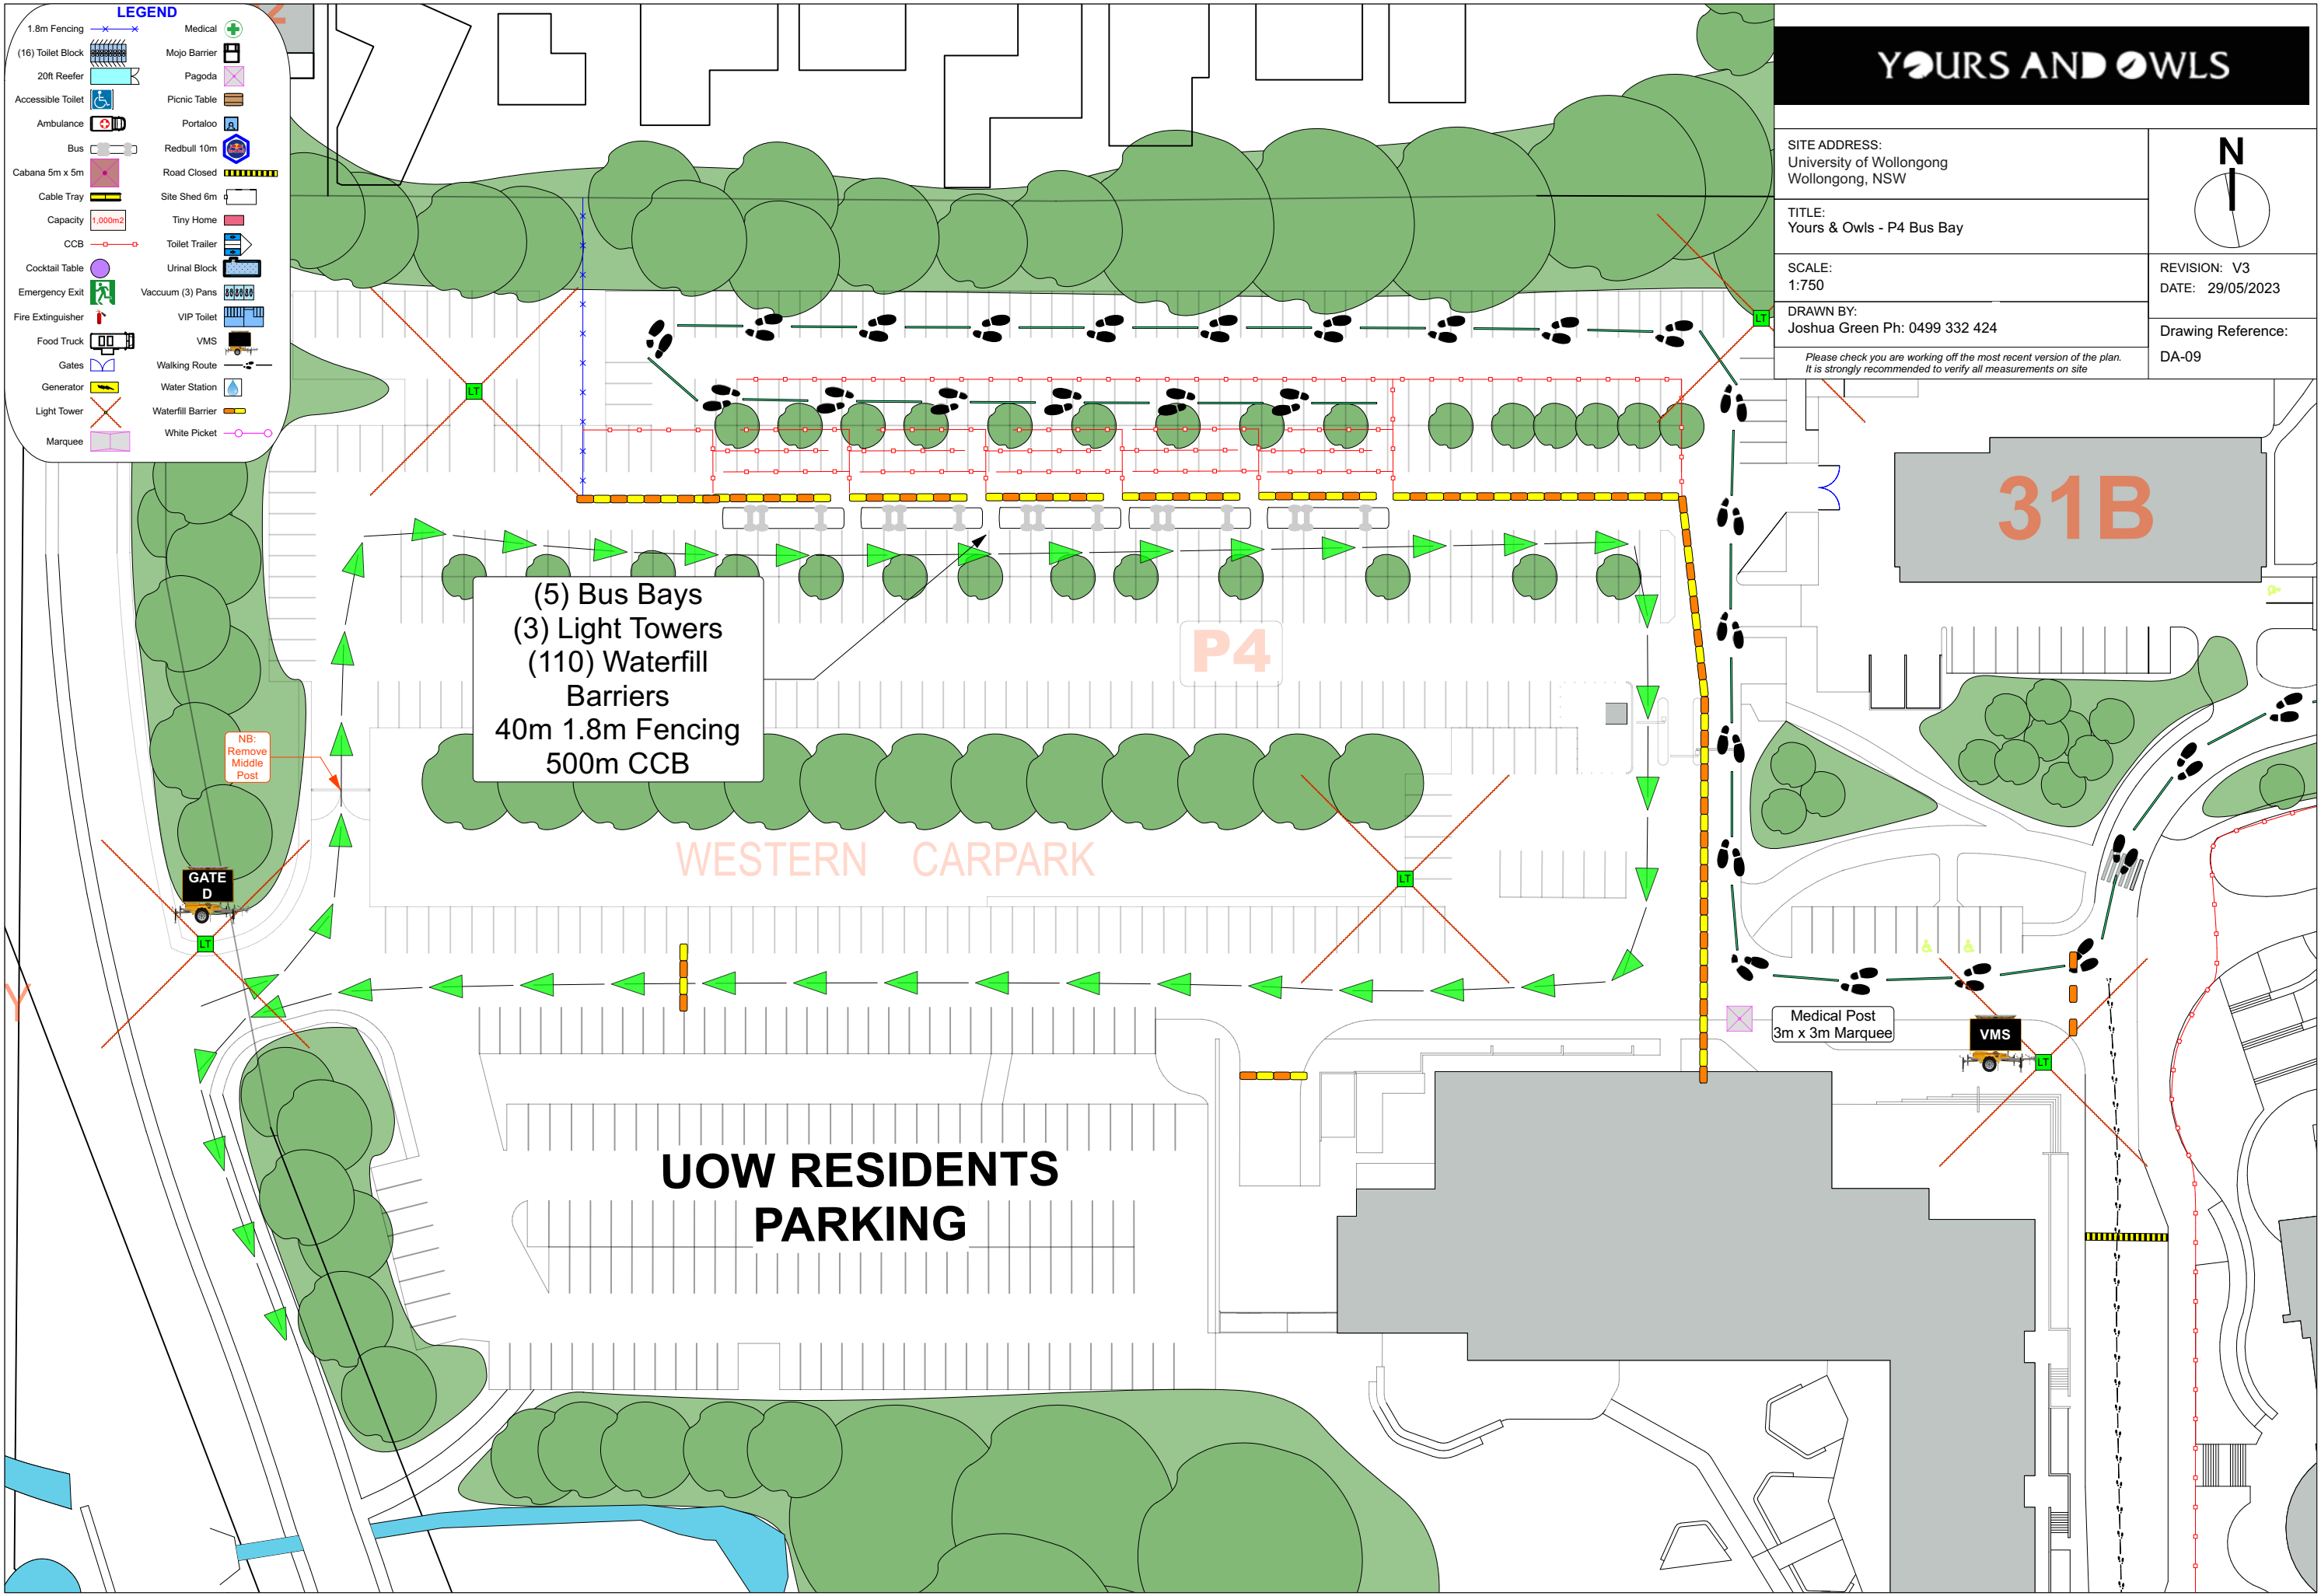 LEGEND
1.8m Fencing
(16) Toilet Block
20ft Reefer
Accessible Toilet
Ambulance
Bus
Cabana 5m x 5m
Cable Tray
Capacity
1,000m2
CCB
Cocktail Table
Emergency Exit
Fire Extinguisher
Food Truck
Gates
Generator
Light Tower
Marquee
Medical
Mojo Barrier
Pagoda
Picnic Table
Portaloo
Redbull 10m
Road Closed
Site Shed 6m
Tiny Home
Toilet Trailer
Urinal Block
Vaccuum (3) Pans
VIP Toilet
VMS
Walking Route
Water Station
Waterfill Barrier
White Picket
YOURS AND OWLS
SITE ADDRESS:
University of Wollongong
Wollongong, NSW
TITLE:
Yours & Owls - P4 Bus Bay
SCALE:
1:750
DRAWN BY:
Joshua Green Ph: 0499 332 424
Please check you are working off the most recent version of the plan.
It is strongly recommended to verify all measurements on site
N
REVISION: V3
DATE: 29/05/2023
Drawing Reference:
DA-09
LT
LT
31B
(5) Bus Bays
(3) Light Towers
(110) Waterfill
Barriers
40m 1.8m Fencing
500m CCB
P4
NB:
Remove
Middle
Post
WESTERN CARPARK
LT
GATE
D
LT
Y
Medical Post
3m x 3m Marquee
VMS
LT
UOW RESIDENTS
PARKING